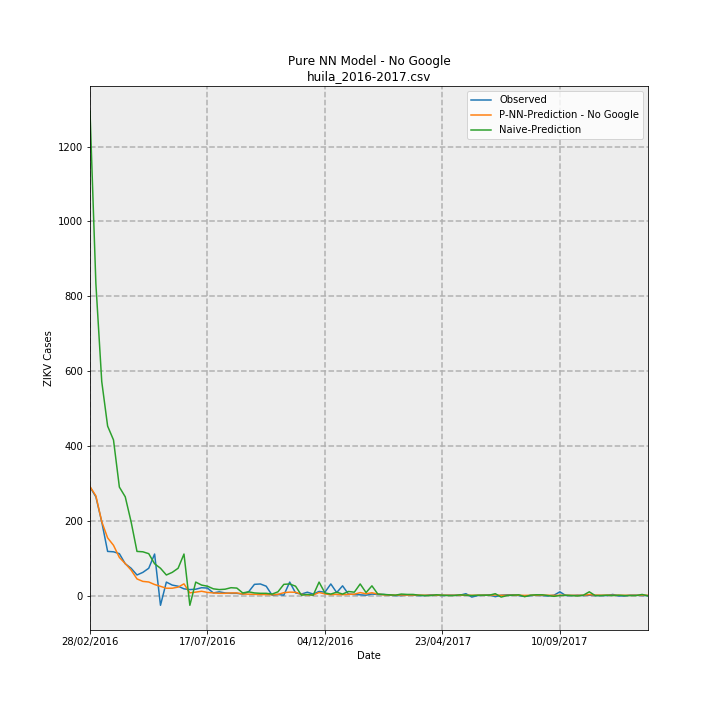 Pure NN Model - No Google
huila_2016-2017.csv
Observed
P-NN-Prediction - No Google
Naive-Prediction
1200
1000
800
600
400
200
0
ZIKV Cases
28/02/2016
17/07/2016
04/12/2016
23/04/2017
10/09/2017
Date